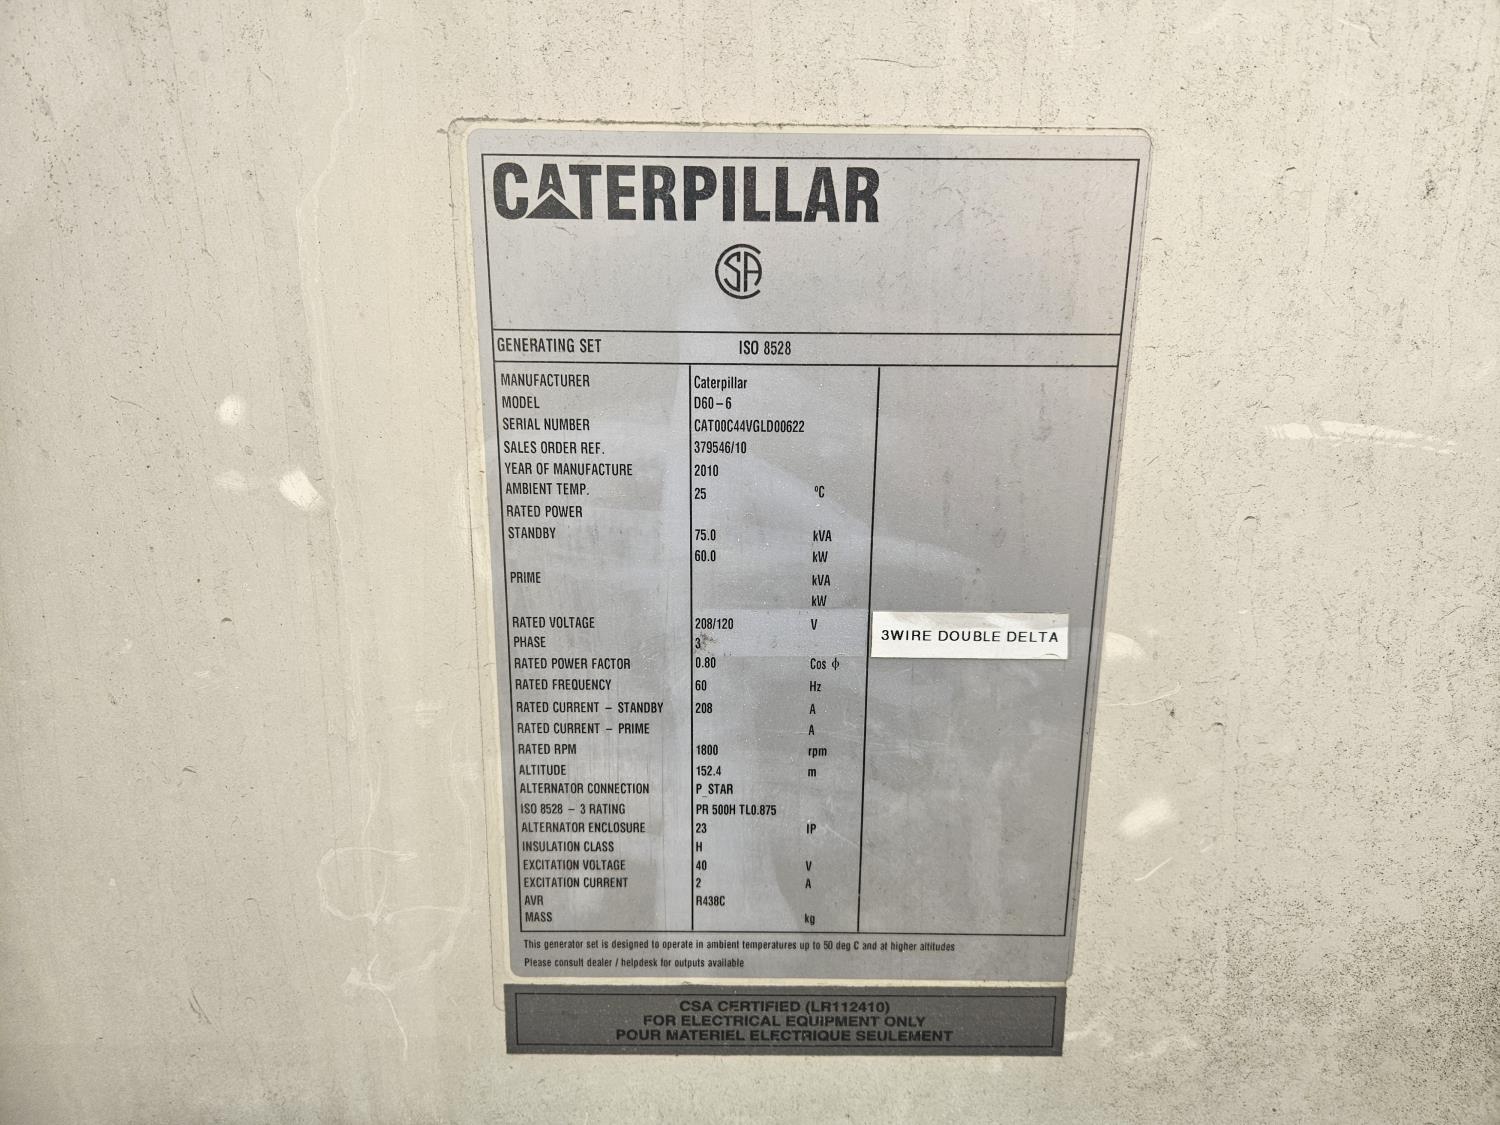 CATERPILLAR
CSA
GENERATING SET ISO 8528
MANUFACTURER Caterpillar
MODEL D60-6
SERIAL NUMBER CAT00C44VGLD00622
SALES ORDER REF. 379546/10
YEAR OF MANUFACTURE 2010
AMBIENT TEMP. 25 ºC
RATED POWER
STANDBY 75.0 kVA
60.0 kW
PRIME kVA
kW
RATED VOLTAGE 208/120 V
3WIRE DOUBLE DELTA
PHASE 3
RATED POWER FACTOR 0.80 Cos ϕ
RATED FREQUENCY 60 Hz
RATED CURRENT - STANDBY 208 A
RATED CURRENT - PRIME A
RATED RPM 1800 rpm
ALTITUDE 152.4 m
ALTERNATOR CONNECTION P_STAR
ISO 8528 - 3 RATING PR 500H TL0.875
ALTERNATOR ENCLOSURE 23 IP
INSULATION CLASS H
EXCITATION VOLTAGE 40 V
EXCITATION CURRENT 2 A
AVR R438C
MASS kg
This generator set is designed to operate in ambient temperatures up to 50 deg C and at higher altitudes
Please consult dealer / helpdesk for outputs available
CSA CERTIFIED (LR112410)
FOR ELECTRICAL EQUIPMENT ONLY
POUR MATERIEL ELECTRIQUE SEULEMENT